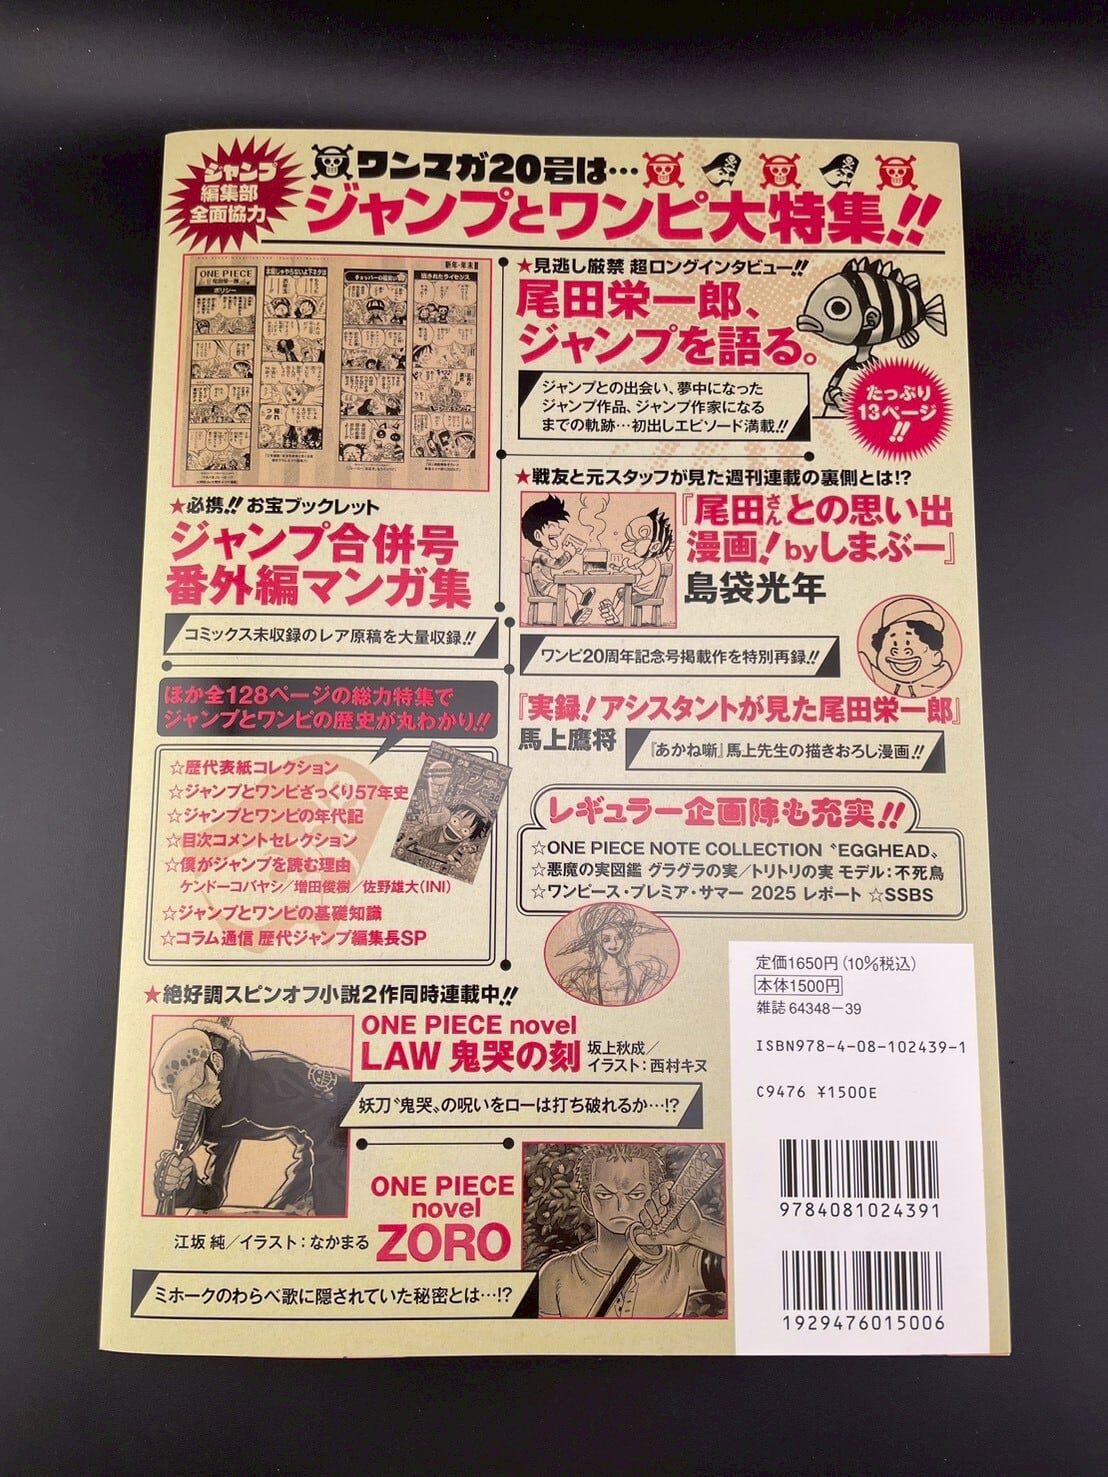 ジャンプ
編集部
全面協力
ワンマガ20号は…
ジャンプとワンピ大特集!!
ONE PIECE
尾田栄一郎
ポリシー
新年・年末
★必携!! お宝ブックレット
ジャンプ合併号
番外編マンガ集
コミックス未収録のレア原稿を大量収録!!
★見逃し厳禁 超ロングインタビュー!!
尾田栄一郎、
ジャンプを語る。
ジャンプとの出会い、夢中になった
ジャンプ作品、ジャンプ作家になる
までの軌跡…初出しエピソード満載!!
たっぷり
13ページ
!!
★戦友と元スタッフが見た週刊連載の裏側とは!?
『尾田さんとの思い出
漫画!byしまぶー』
島袋光年
ワンピ20周年記念号掲載作を特別再録!!
『実録!アシスタントが見た尾田栄一郎』
馬上鷹将
『あかね噺』馬上先生の描きおろし漫画!!
ほか全128ページの総力特集で
ジャンプとワンピの歴史が丸わかり!!
☆歴代表紙コレクション
☆ジャンプとワンピざっくり57年史
☆ジャンプとワンピの年代記
☆目次コメントセレクション
☆僕がジャンプを読む理由
ケンドーコバヤシ/増田俊樹/佐野雄大(INI)
☆ジャンプとワンピの基礎知識
☆コラム通信 歴代ジャンプ編集長SP
レギュラー企画陣も充実!!
☆ONE PIECE NOTE COLLECTION 〝EGGHEAD〟
☆悪魔の実図鑑 グラグラの実/トリトリの実 モデル:不死鳥
☆ワンピース・プレミア・サマー 2025 レポート ☆SSBS
★絶好調スピンオフ小説2作同時連載中!!
ONE PIECE novel
LAW 鬼哭の刻
坂上秋成/
イラスト:西村キヌ
妖刀〝鬼哭〟の呪いをローは打ち破れるか…!?
ONE PIECE
novel
ZORO
江坂 純/イラスト:なかまる
ミホークのわらべ歌に隠されていた秘密とは…!?
定価1650円(10%税込)
本体1500円
雑誌 64348-39
ISBN978-4-08-102439-1
C9476 ¥1500E
9784081024391
1929476015006